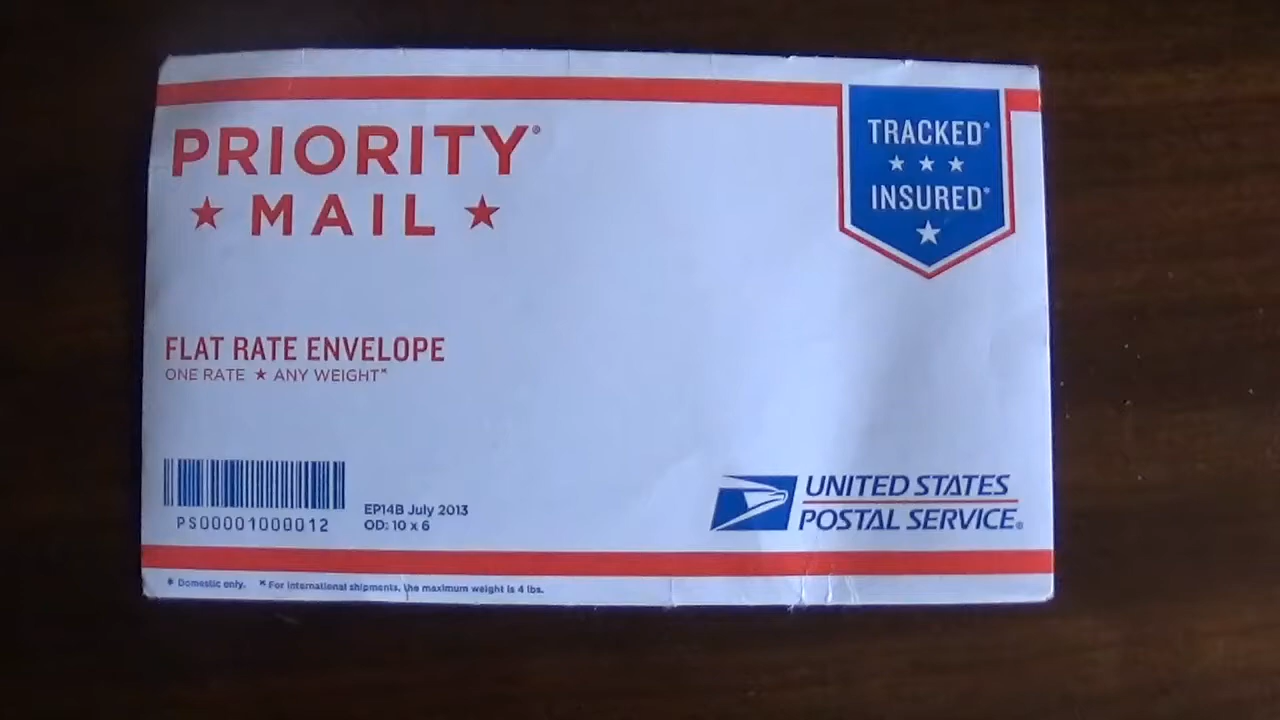 PRIORITY®
★ MAIL ★
TRACKED*
★ ★ ★
INSURED*
★
FLAT RATE ENVELOPE
ONE RATE ★ ANY WEIGHT*
PS00001000012
EP14B July 2013
OD: 10 x 6
UNITED STATES
POSTAL SERVICE®
* Domestic only. × For international shipments, the maximum weight is 4 lbs.